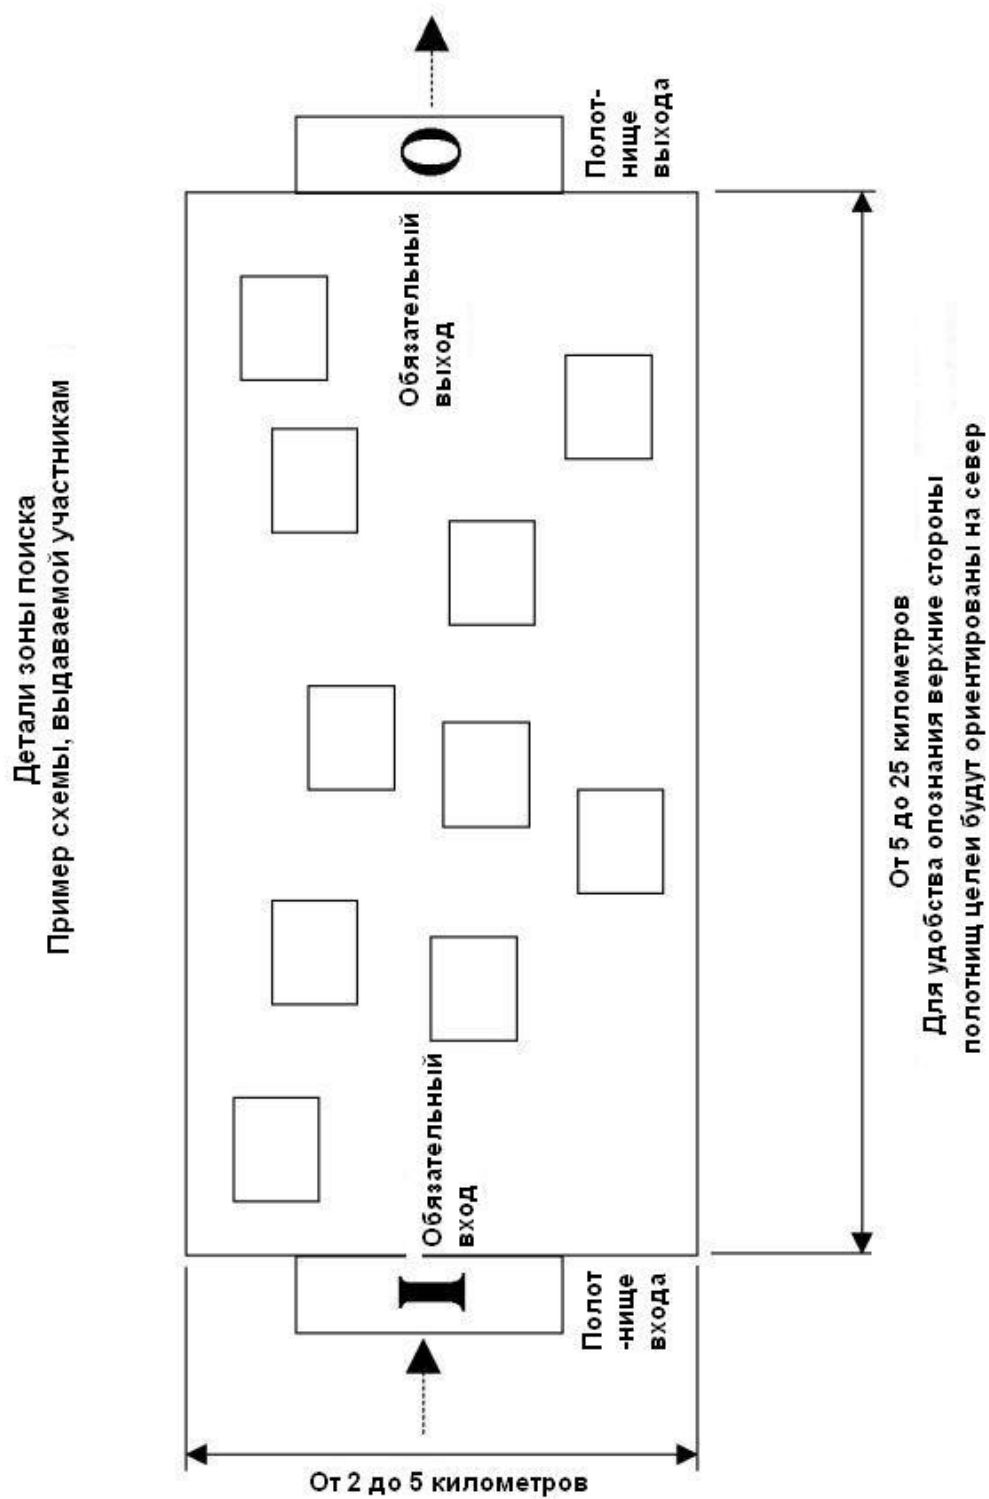 Детали зоны поиска
Пример схемы, выдаваемой участникам
Полот
-нище
входа
I
Обязательный
вход
Обязательный
выход
O
Полот-
нище
выхода
От 2 до 5 километров
От 5 до 25 километров
Для удобства опознания верхние стороны
полотнищ целей будут ориентированы на север